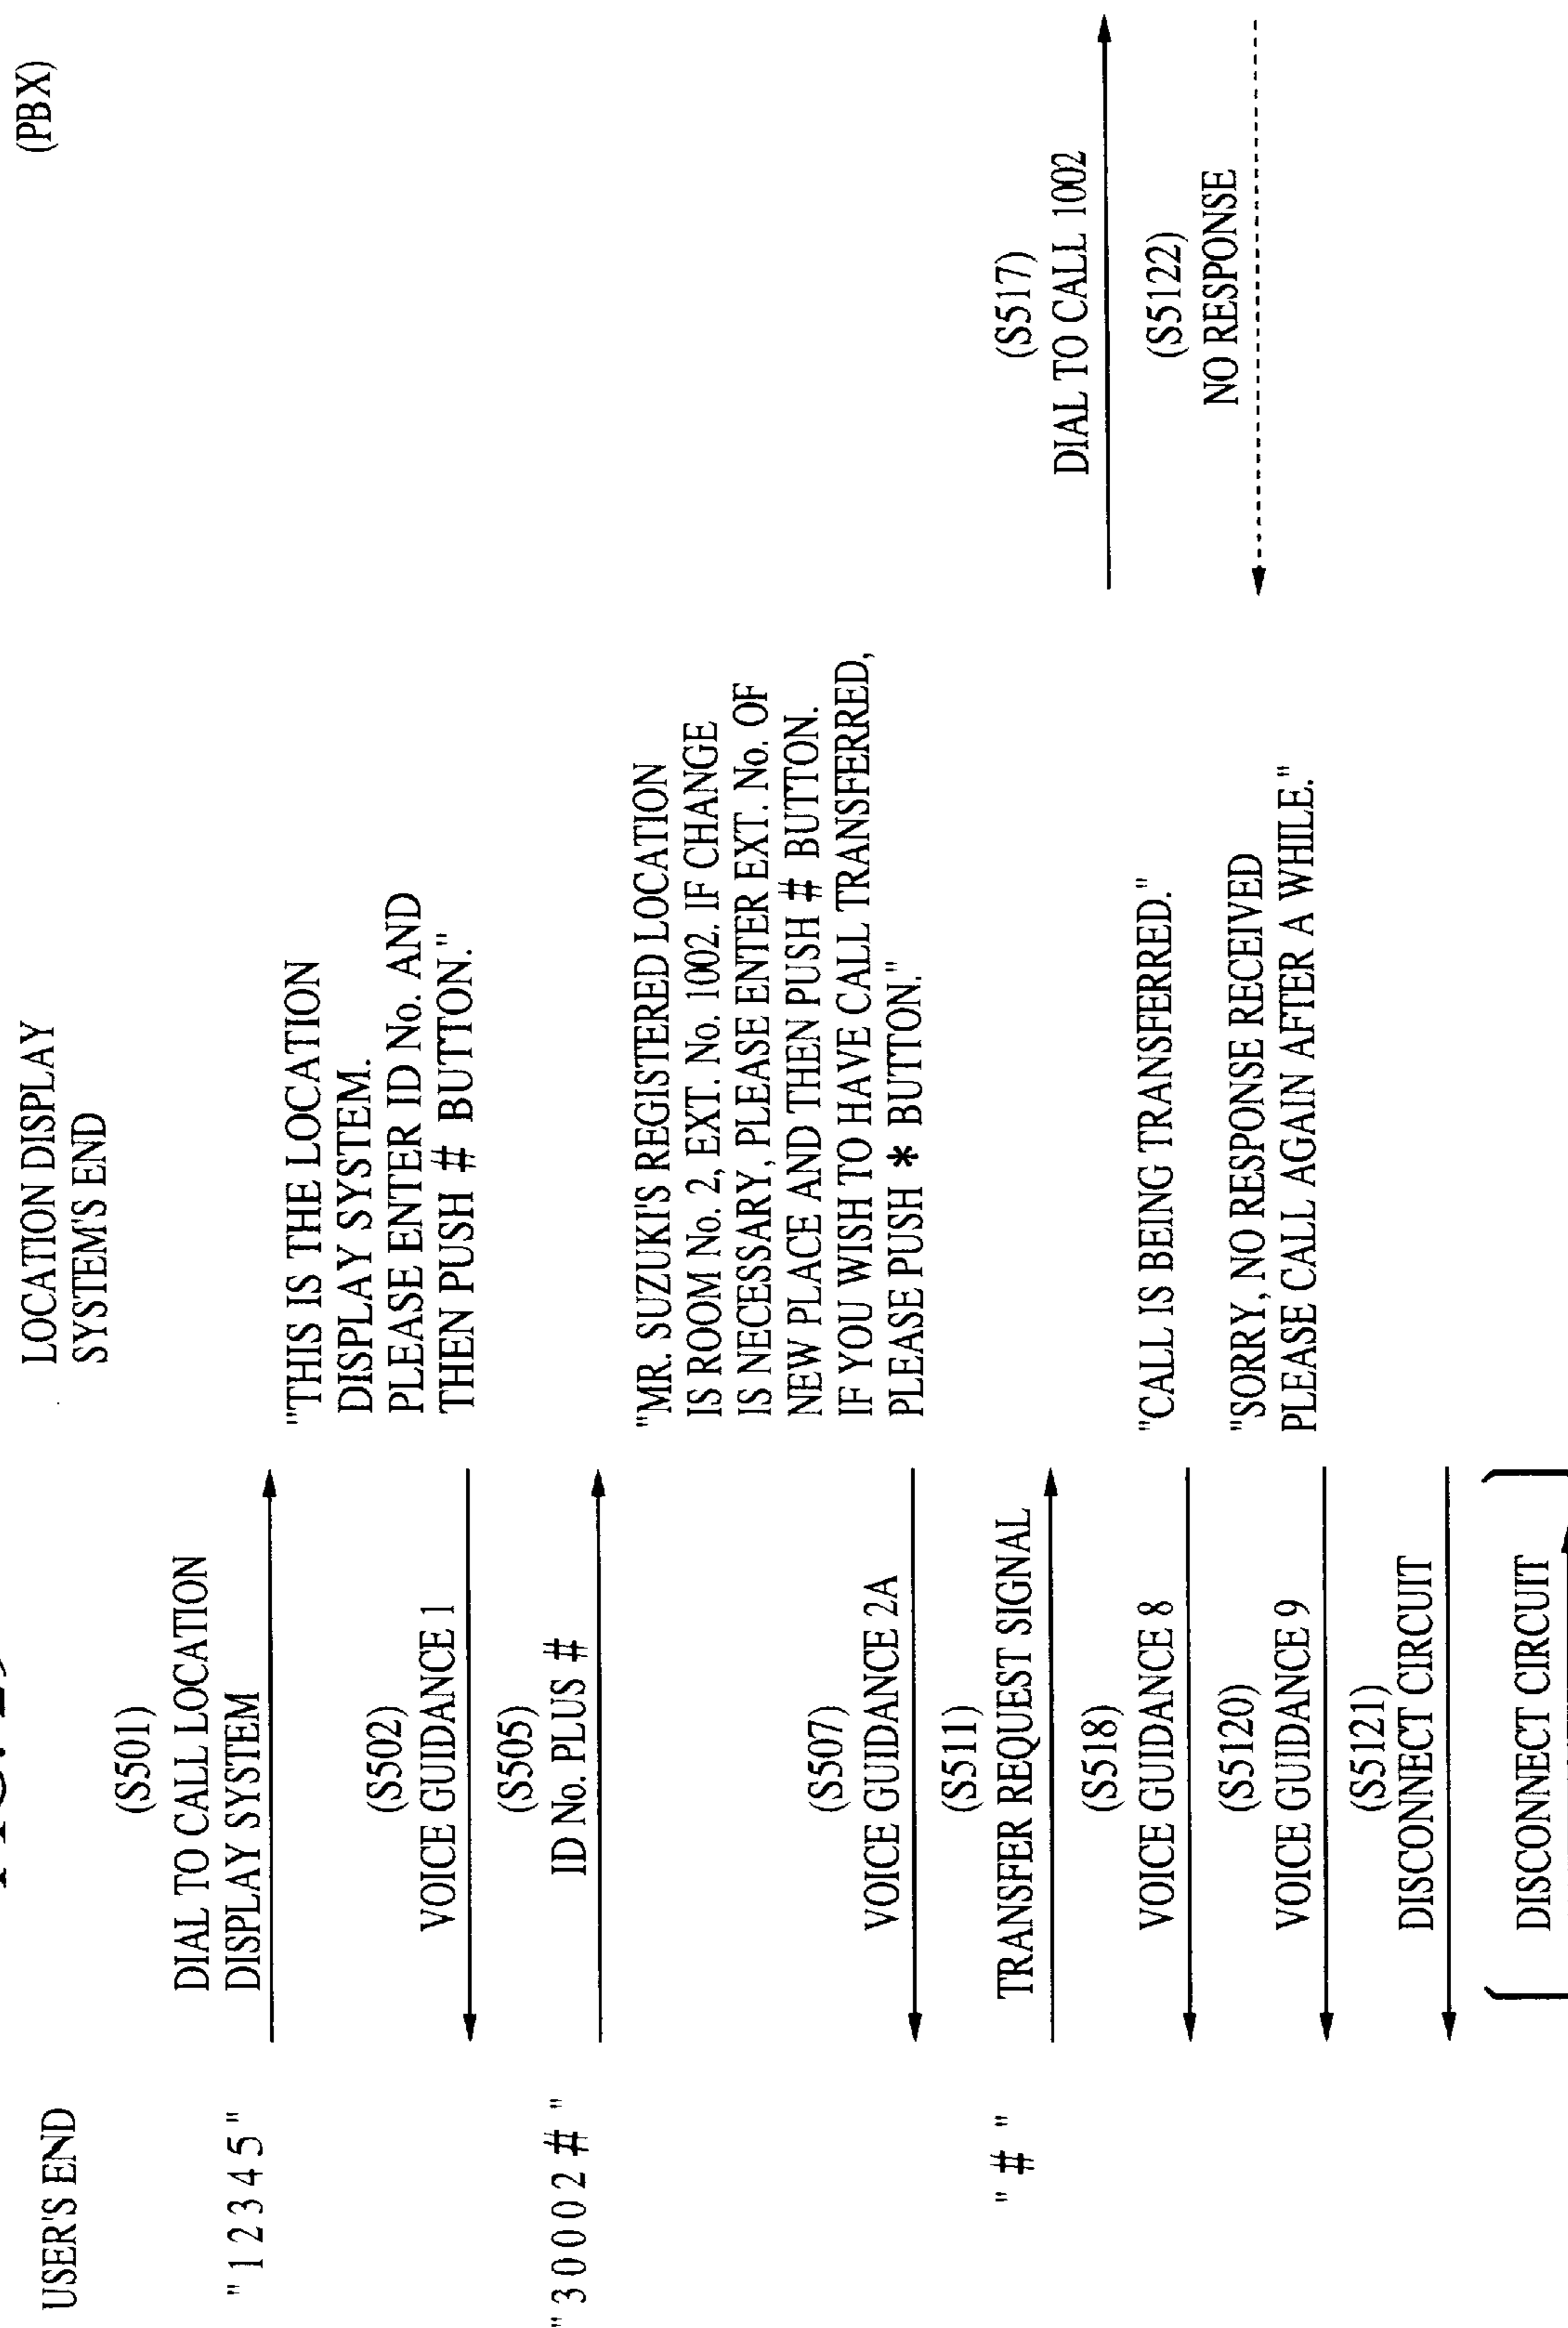 USER'S END
LOCATION DISPLAY
SYSTEM'S END
(PBX)
(S501)
"12345"
DIAL TO CALL LOCATION
DISPLAY SYSTEM
"THIS IS THE LOCATION
DISPLAY SYSTEM.
PLEASE ENTER ID No. AND
THEN PUSH # BUTTON."
(S502)
VOICE GUIDANCE 1
(S505)
"30002#"
ID No. PLUS #
"MR. SUZUKI'S REGISTERED LOCATION
IS ROOM No. 2, EXT. No. 1002. IF CHANGE
IS NECESSARY, PLEASE ENTER EXT. No. OF
NEW PLACE AND THEN PUSH # BUTTON.
IF YOU WISH TO HAVE CALL TRANSFERRED,
PLEASE PUSH * BUTTON."
(S507)
VOICE GUIDANCE 2A
(S511)
"#"
TRANSFER REQUEST SIGNAL
(S517)
DIAL TO CALL 1002
(S518)
VOICE GUIDANCE 8
"CALL IS BEING TRANSFERRED."
(S5122)
NO RESPONSE
(S5120)
VOICE GUIDANCE 9
"SORRY, NO RESPONSE RECEIVED
PLEASE CALL AGAIN AFTER A WHILE."
(S5121)
DISCONNECT CIRCUIT
DISCONNECT CIRCUIT